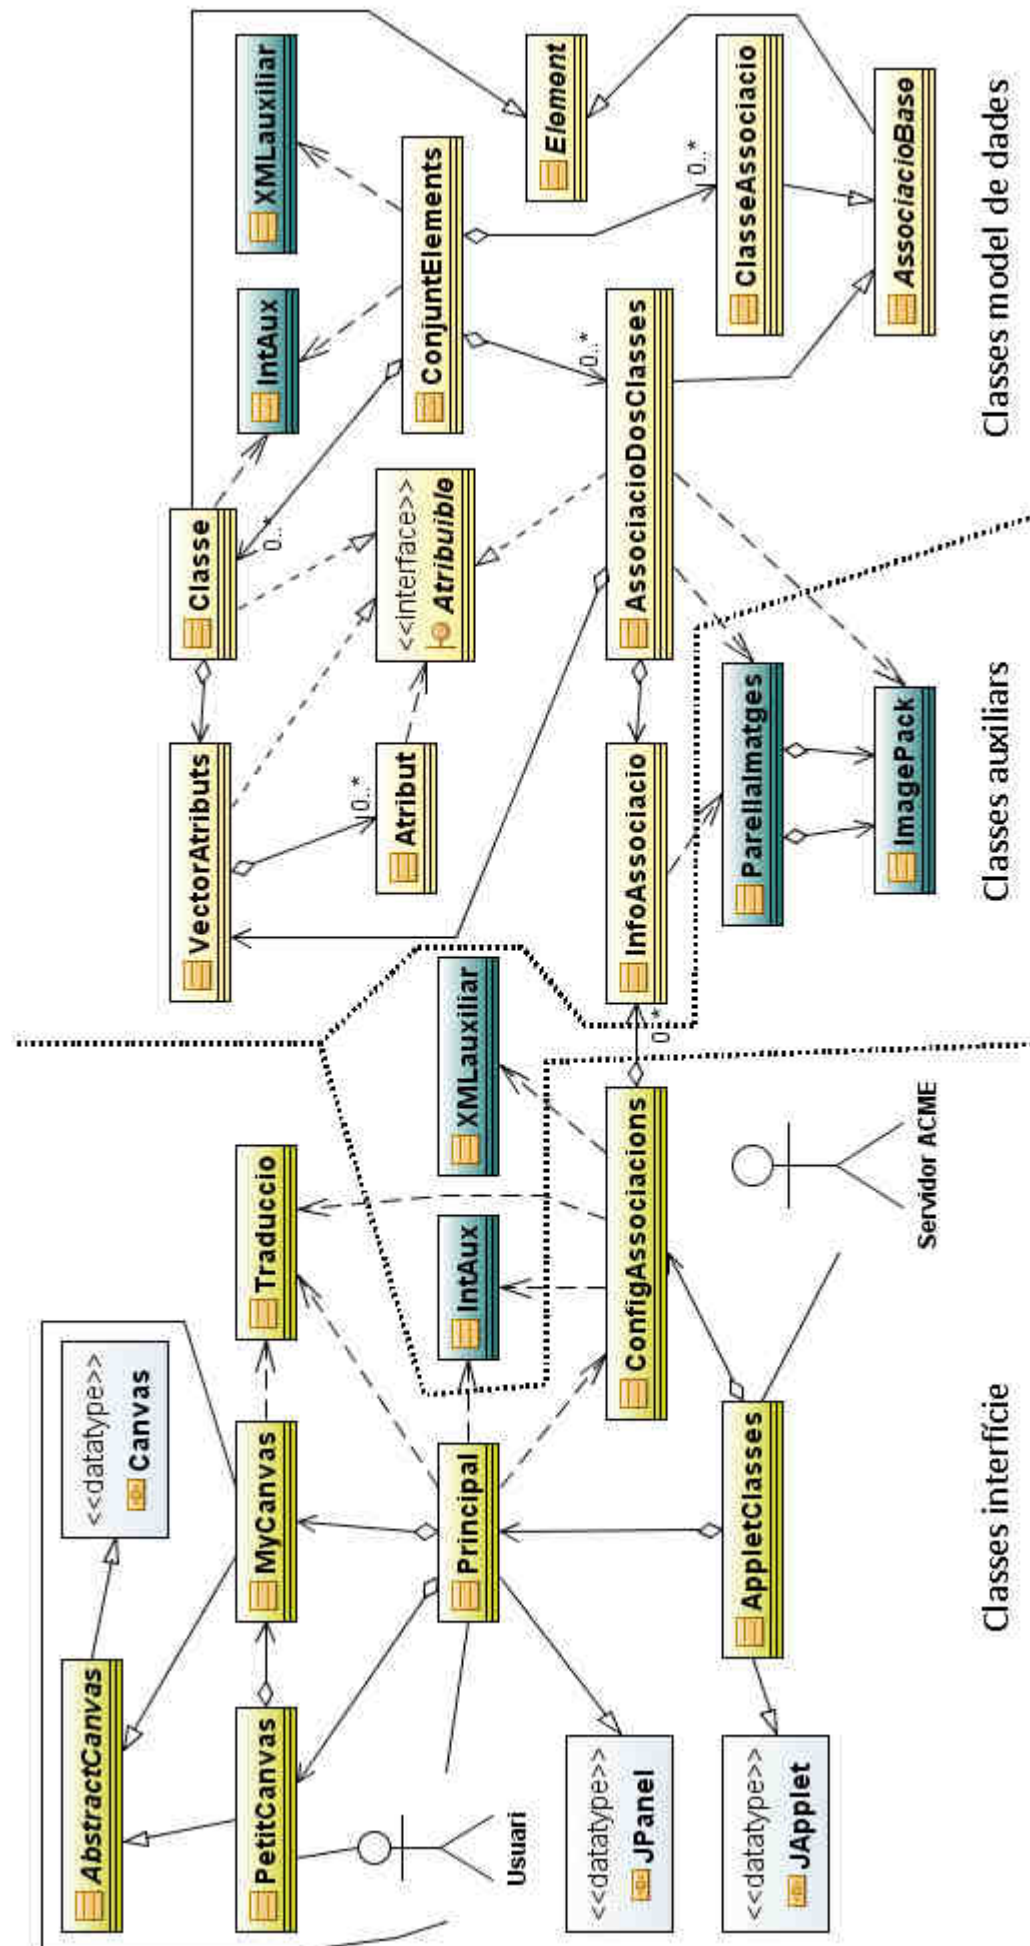 <<datatype>>
Canvas
AbstractCanvas
VectorAtributs
Classe
PetitCanvas
MyCanvas
Traduccio
IntAux
XMLauxiliar
0..*
0..*
<<interface>>
Atribuible
Atribut
ConjuntElements
Principal
IntAux
XMLauxiliar
Usuari
Element
0..*
<<datatype>>
JPanel
ConfigAssociacions
InfoAssociacio
AssociacioDosClasses
0..*
0..*
<<datatype>>
JApplet
AppletClasses
ParellaImatges
ClasseAssociacio
ImagePack
AssociacioBase
Servidor ACME
Classes interfície
Classes auxiliars
Classes model de dades